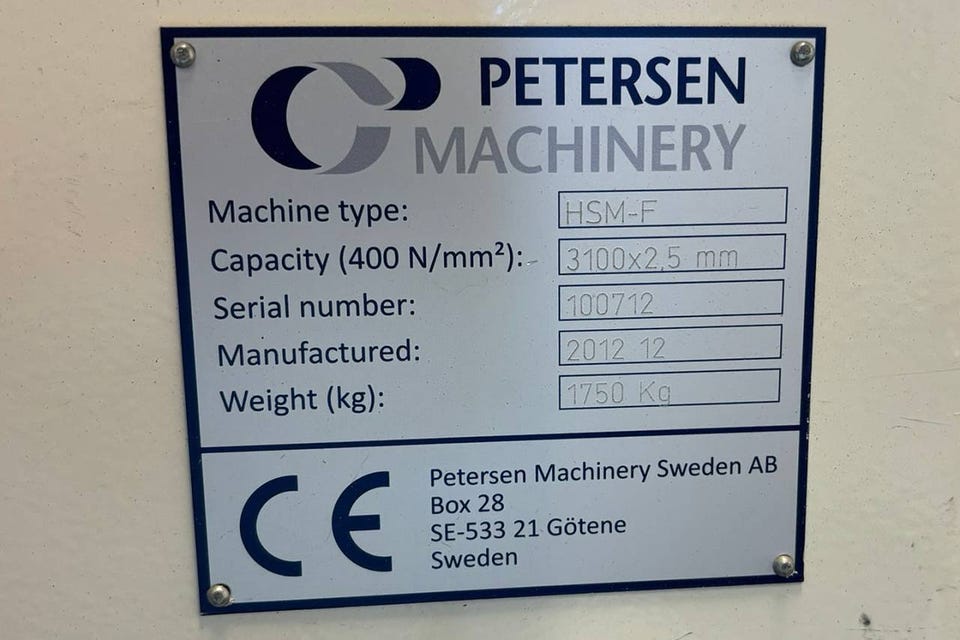 PETERSEN
MACHINERY
Machine type: HSM-F
Capacity (400 N/mm²): 3100x2,5 mm
Serial number: 100712
Manufactured: 2012 12
Weight (kg): 1750 Kg
CE
Petersen Machinery Sweden AB
Box 28
SE-533 21 Götene
Sweden